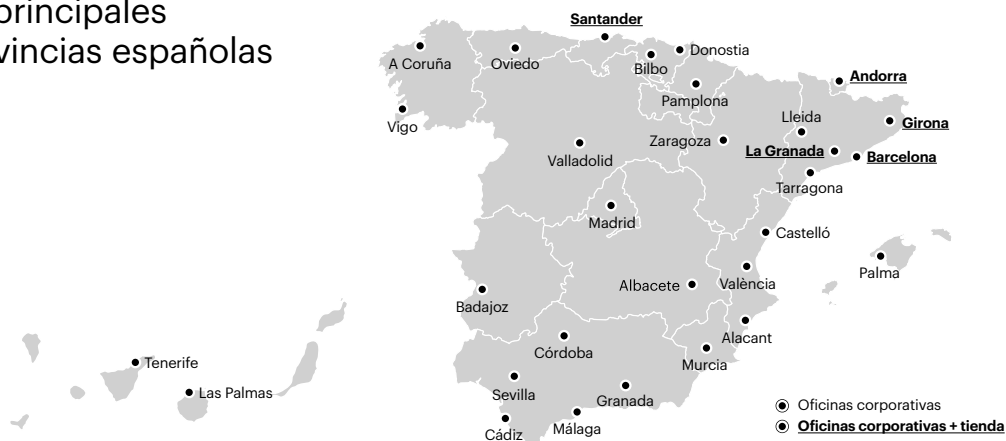 principales
vincias españolas
Santander
A Coruña
Oviedo
Bilbo
Donostia
Pamplona
Andorra
Vigo
Lleida
Girona
Zaragoza
La Granada
Barcelona
Valladolid
Tarragona
Madrid
Castelló
Palma
Albacete
València
Badajoz
Alacant
Córdoba
Murcia
Tenerife
Las Palmas
Sevilla
Granada
Cádiz
Málaga
Oficinas corporativas
Oficinas corporativas + tienda